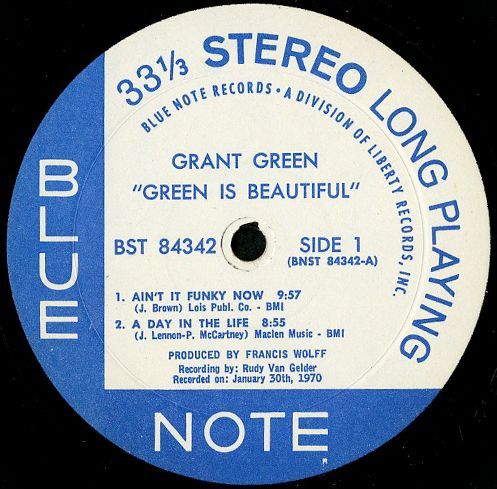 33 1/3 STEREO LONG PLAYING
BLUE NOTE RECORDS • A DIVISION OF LIBERTY RECORDS, INC.
BLUE
GRANT GREEN
"GREEN IS BEAUTIFUL"
BST 84342 SIDE 1
(BNST 84342-A)
1. AIN'T IT FUNKY NOW 9:57
(J. Brown) Lois Publ. Co. - BMI
2. A DAY IN THE LIFE 8:55
(J. Lennon-P. McCartney) Maclen Music - BMI
PRODUCED BY FRANCIS WOLFF
Recording by: Rudy Van Gelder
Recorded on: January 30th, 1970
NOTE